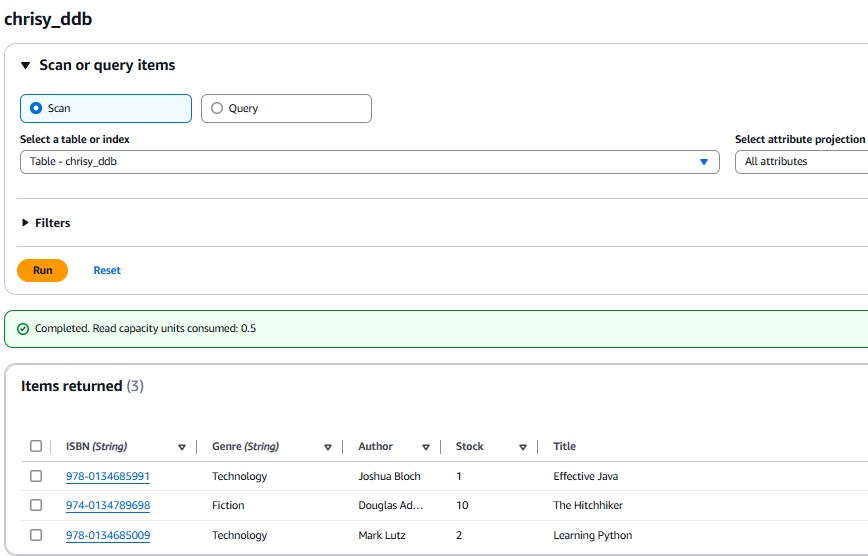 chrisy_ddb
Scan or query items
Scan Query
Select a table or index Select attribute projection
Table - chrisy_ddb All attributes
Filters
Run Reset
Completed. Read capacity units consumed: 0.5
Items returned (3)
ISBN (String) Genre (String) Author Stock Title
978-0134685991 Technology Joshua Bloch 1 Effective Java
974-0134789698 Fiction Douglas Ad... 10 The Hitchhiker
978-0134685009 Technology Mark Lutz 2 Learning Python